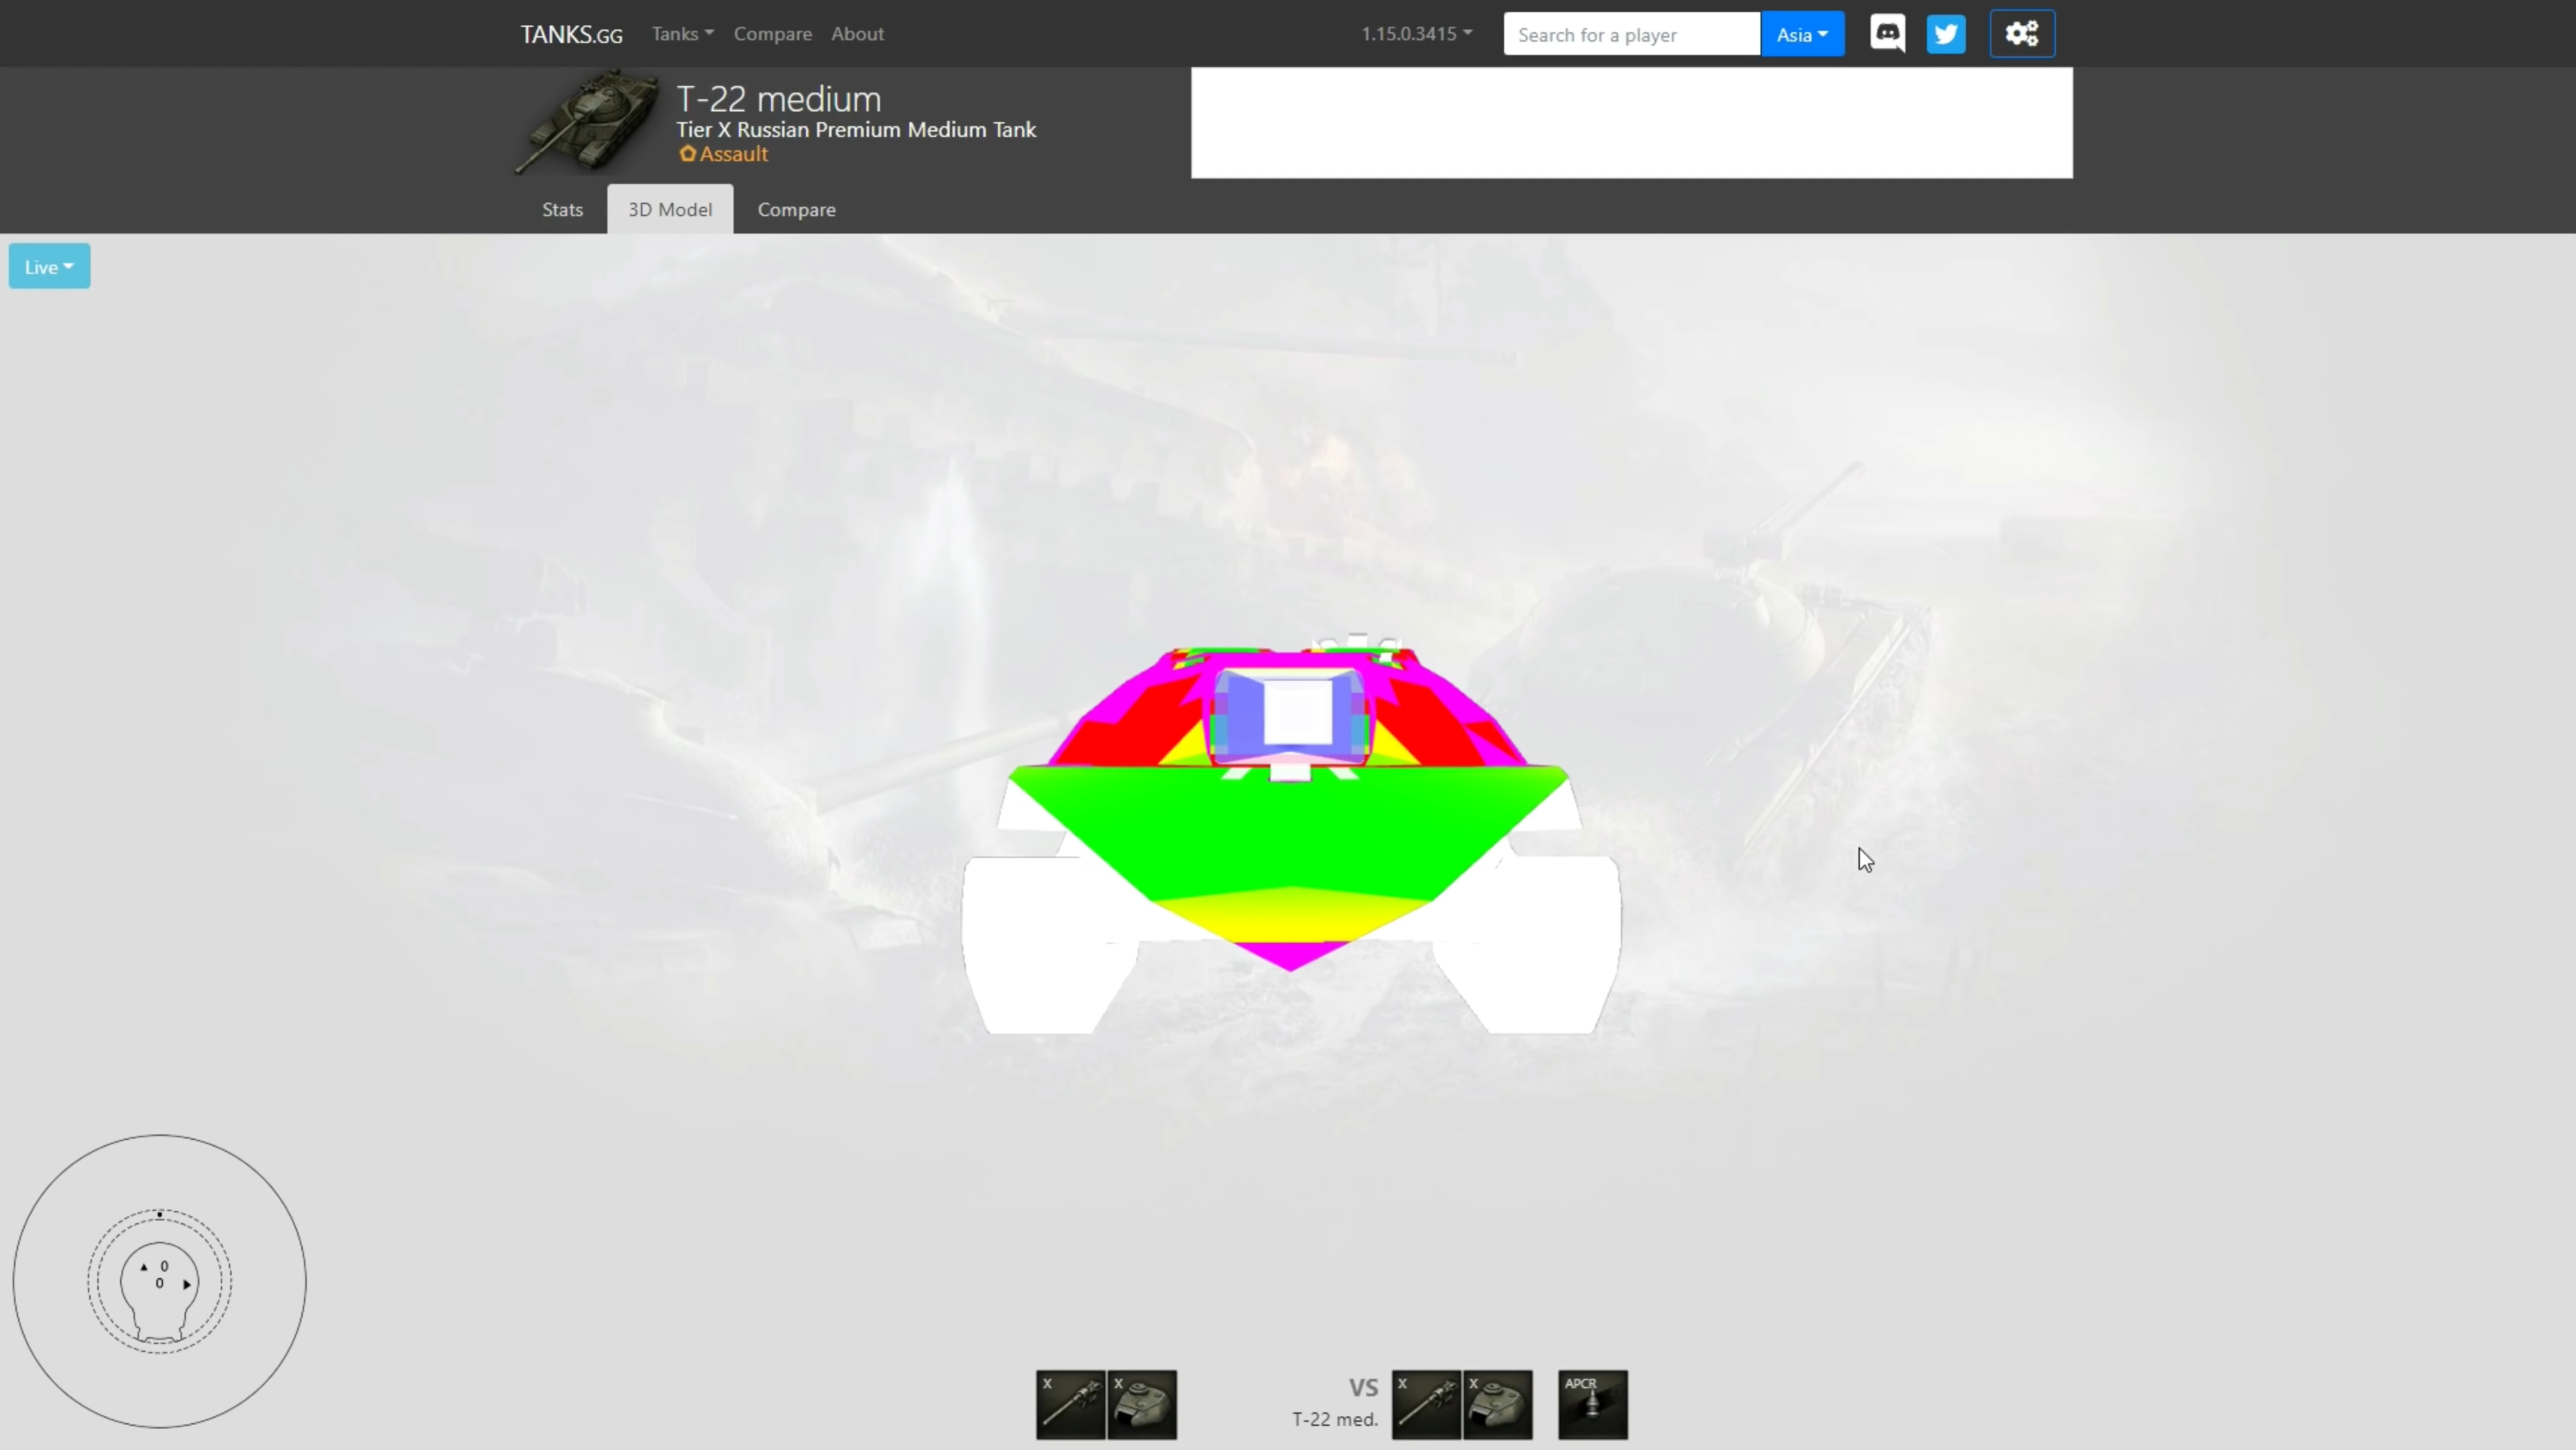 TANKS.GG Tanks Compare About 1.15.0.3415 Search for a player Asia
T-22 medium
Tier X Russian Premium Medium Tank
Assault
Stats 3D Model Compare
Live
0
0
X X VS X X APCR
T-22 med.